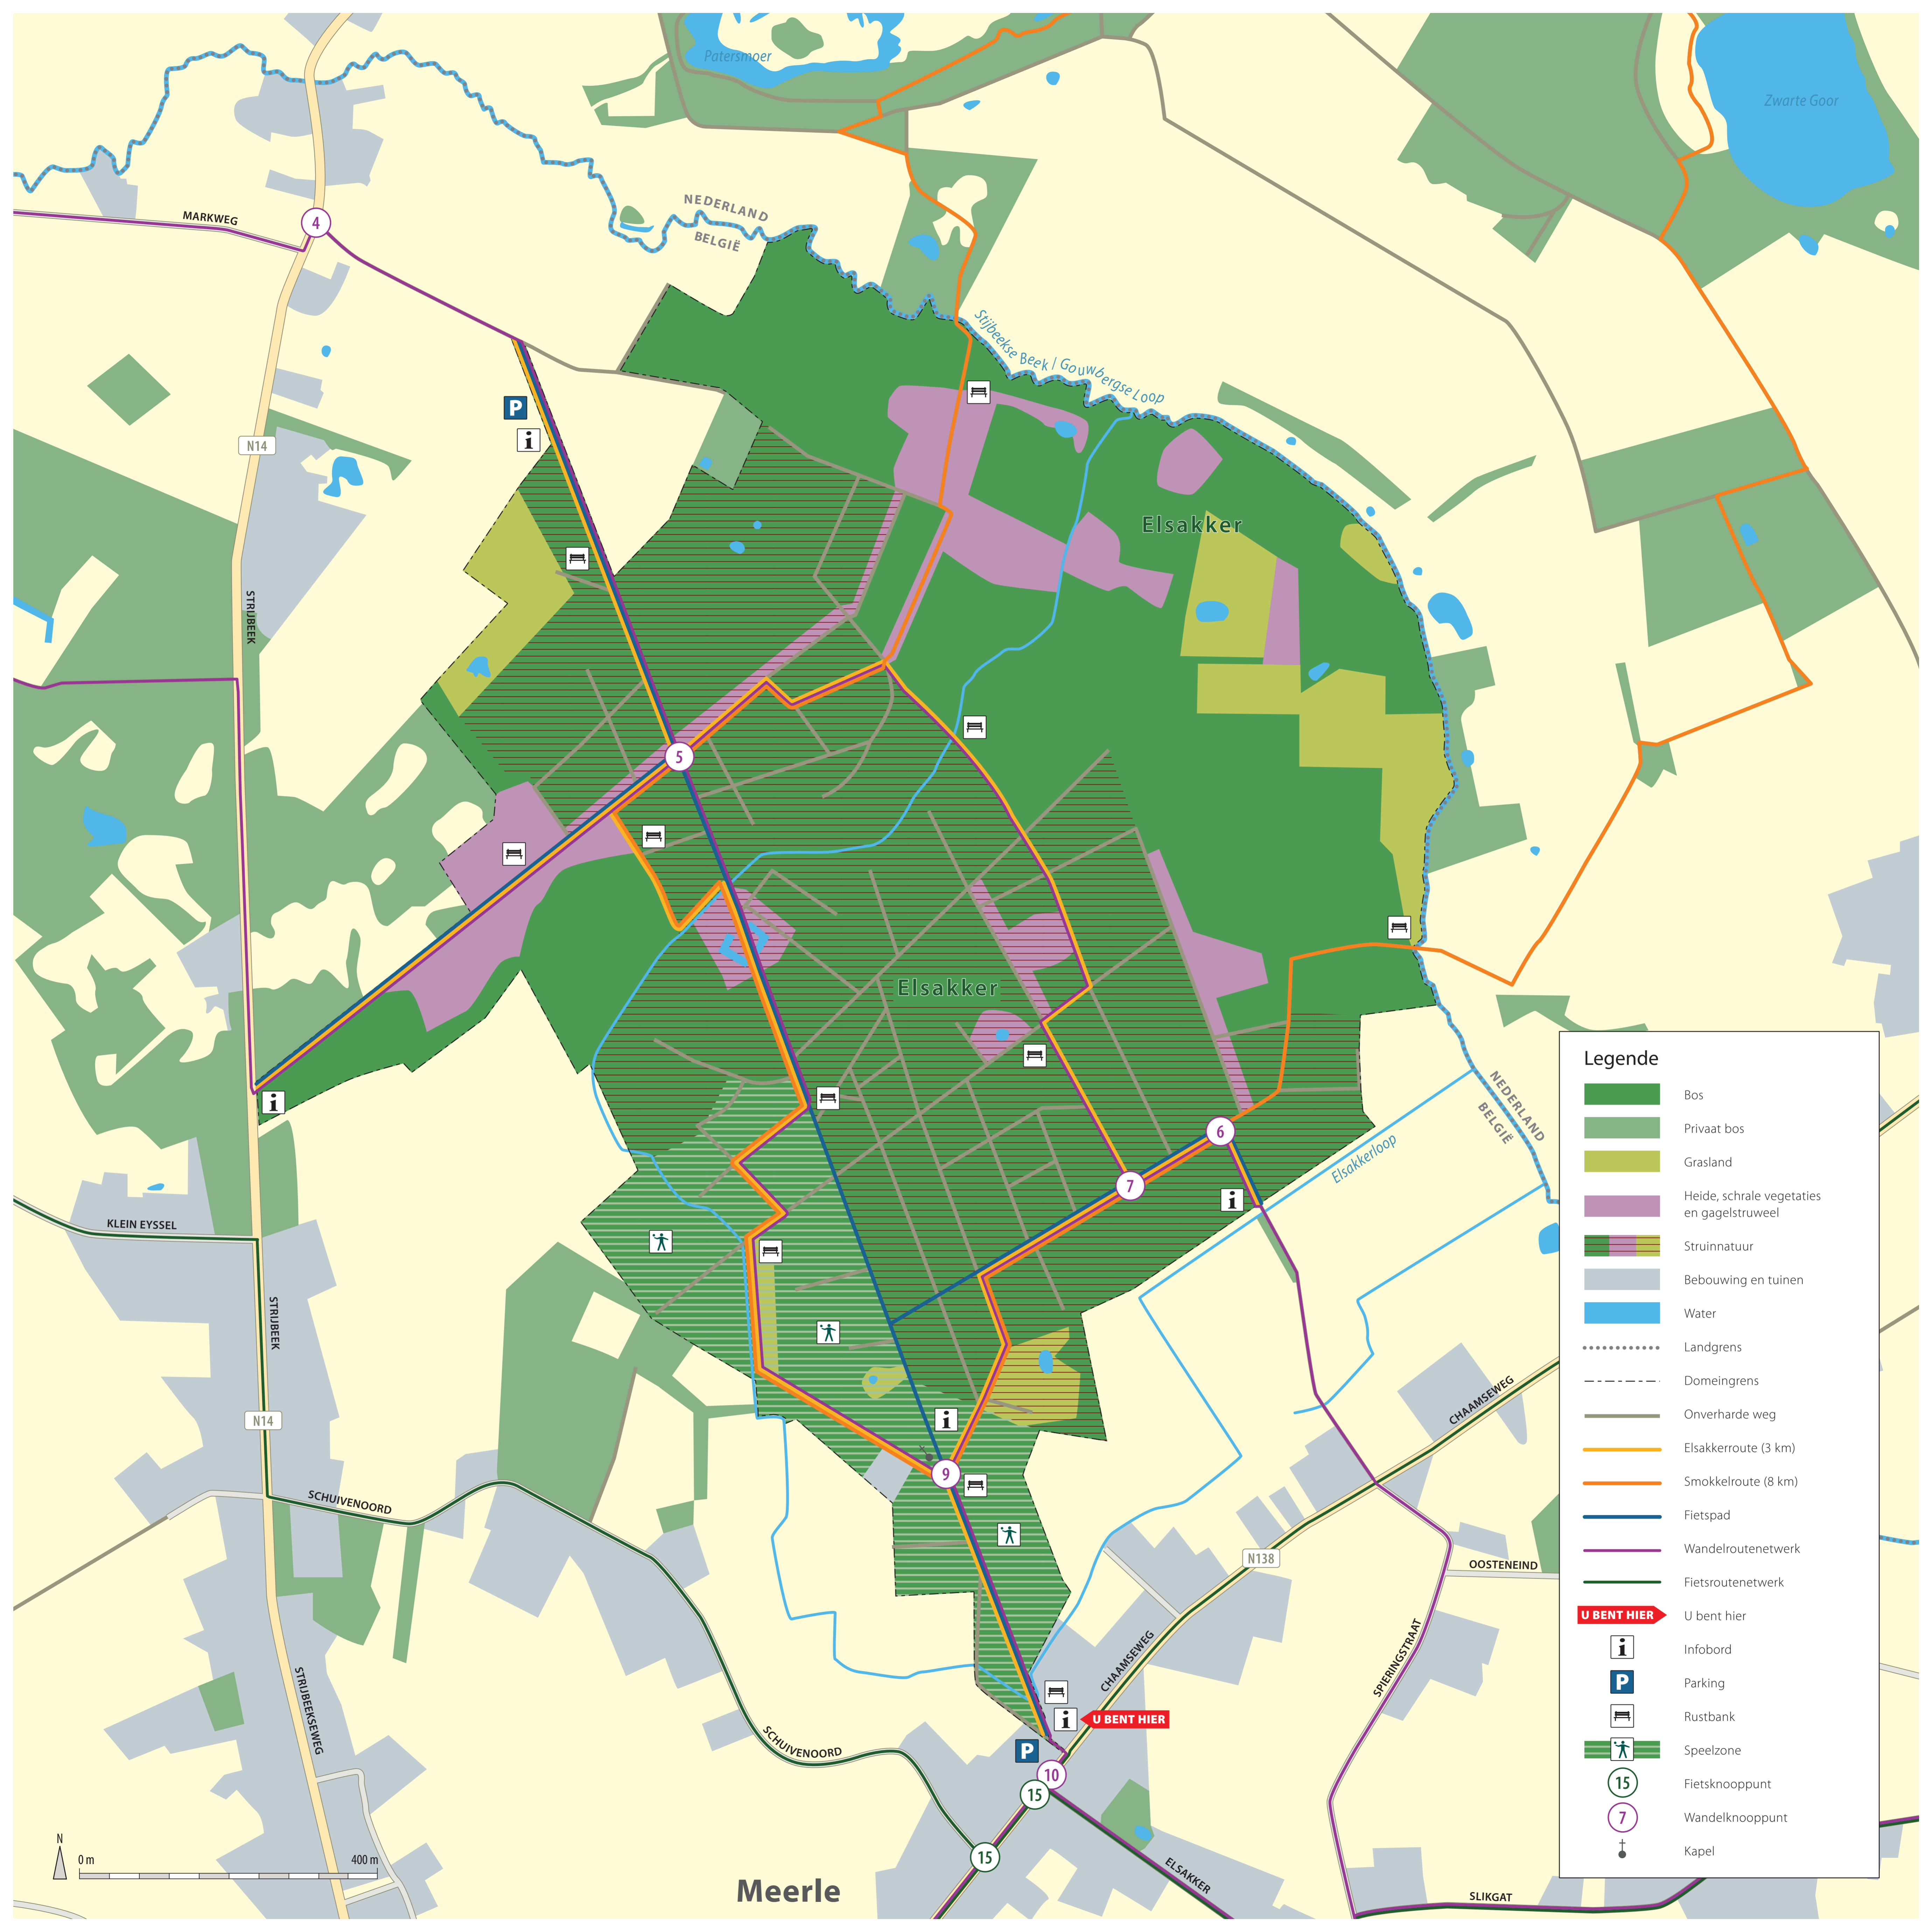 Patersmoer
Zwarte Goor
NEDERLAND
BELGIË
MARKWEG
4
Stijbeekse Beek / Gouwbergse Loop
P
i
N14
Elsakker
STRIJBEEK
5
Elsakker
i
6
7
i
NEDERLAND
BELGIË
Elsakkerloop
KLEIN EYSSEL
STRIJBEEK
N14
SCHUIVENOORD
i
9
CHAAMSEWEG
N138
OOSTENEIND
SPIERINGSTRAAT
CHAAMSEWEG
STRIJBEEKSEWEG
SCHUIVENOORD
i
U BENT HIER
P
10
15
15
ELSAKKER
SLIKGAT
Meerle
N
0 m
400 m
Legende
Bos
Privaat bos
Grasland
Heide, schrale vegetaties
en gagelstruweel
Struinnatuur
Bebouwing en tuinen
Water
Landgrens
Domeingrens
Onverharde weg
Elsakkerroute (3 km)
Smokkelroute (8 km)
Fietspad
Wandelroutenetwerk
Fietsroutenetwerk
U BENT HIER U bent hier
i Infobord
P Parking
Rustbank
Speelzone
15 Fietsknooppunt
7 Wandelknooppunt
Kapel